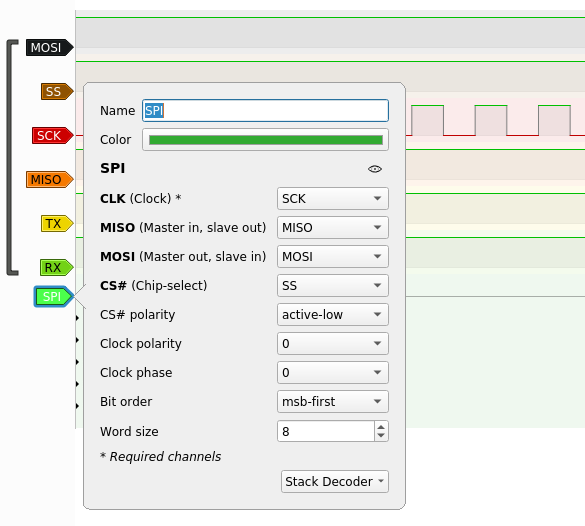 MOSI
SS
SCK
MISO
TX
RX
SPI
Name SPI
Color
SPI
CLK (Clock) * SCK
MISO (Master in, slave out) MISO
MOSI (Master out, slave in) MOSI
CS# (Chip-select) SS
CS# polarity active-low
Clock polarity 0
Clock phase 0
Bit order msb-first
Word size 8
* Required channels
Stack Decoder